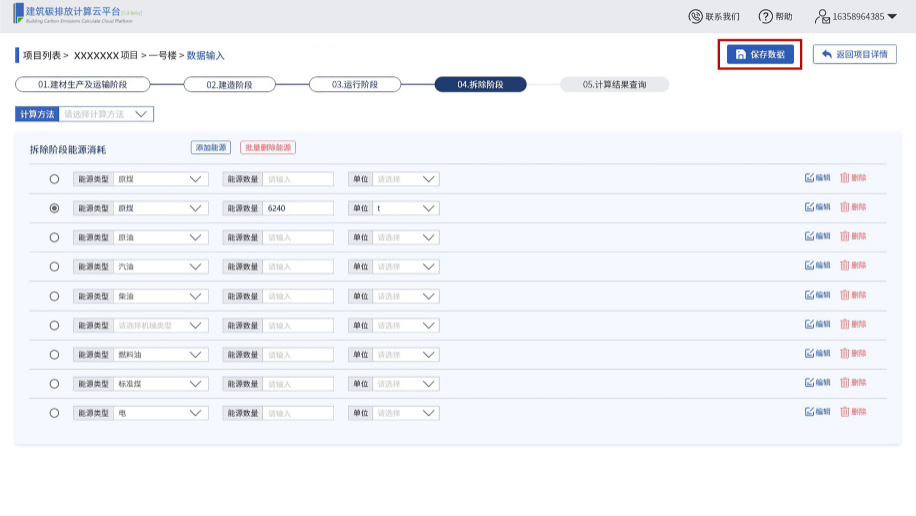 建筑碳排放计算云平台
Building Carbon Emissions Calculate Cloud Platform
联系我们 帮助 16358964385
项目列表 > XXXXXXX项目 > 一号楼 > 数据输入
保存数据 返回项目详情
01.建材生产及运输阶段 02.建造阶段 03.运行阶段 04.拆除阶段 05.计算结果查询
计算方法 请选择计算方法
拆除阶段能源消耗 添加能源 批量删除能源
能源类型 原煤 能源数量 请输入 单位 请选择 编辑 删除
能源类型 原煤 能源数量 6240 单位 t 编辑 删除
能源类型 原油 能源数量 请输入 单位 请选择 编辑 删除
能源类型 汽油 能源数量 请输入 单位 请选择 编辑 删除
能源类型 柴油 能源数量 请输入 单位 请选择 编辑 删除
能源类型 请选择机械类型 能源数量 请输入 单位 请选择 编辑 删除
能源类型 燃料油 能源数量 请输入 单位 请选择 编辑 删除
能源类型 标准煤 能源数量 请输入 单位 请选择 编辑 删除
能源类型 电 能源数量 请输入 单位 请选择 编辑 删除